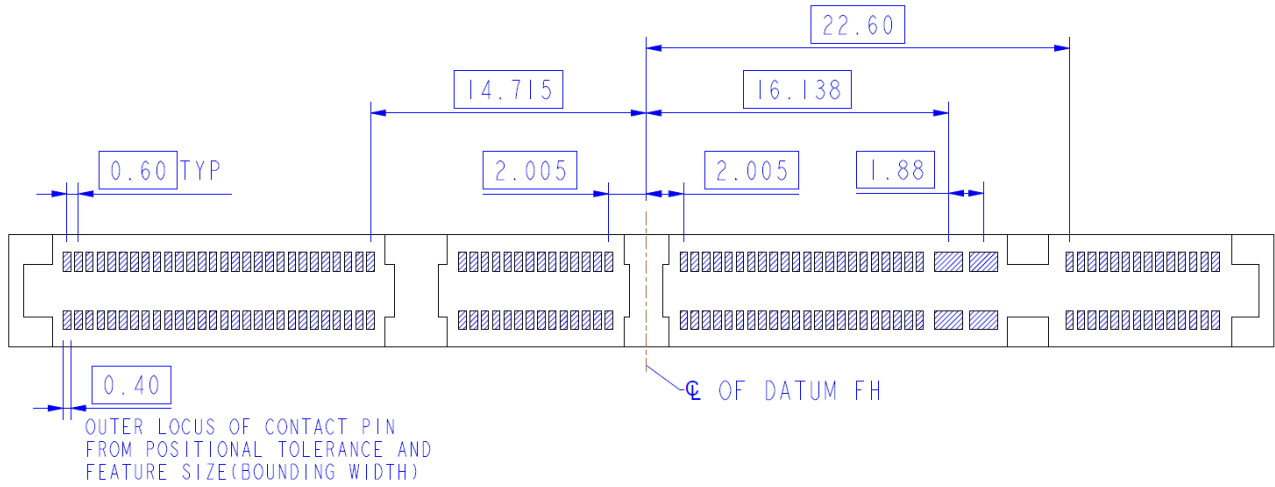 22.60
14.715
16.138
0.60 TYP
2.005
2.005
1.88
0.40
℄ OF DATUM FH
OUTER LOCUS OF CONTACT PIN
FROM POSITIONAL TOLERANCE AND
FEATURE SIZE(BOUNDING WIDTH)